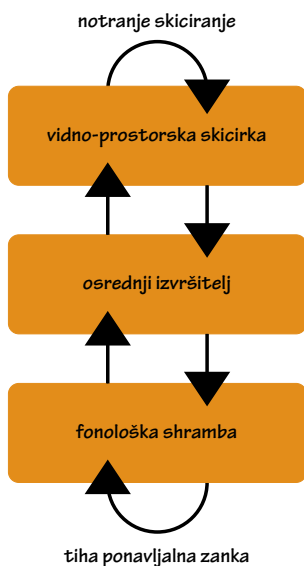 notranje skiciranje
vidno-prostorska skicirka
osrednji izvršitelj
fonološka shramba
tiha ponavljalna zanka